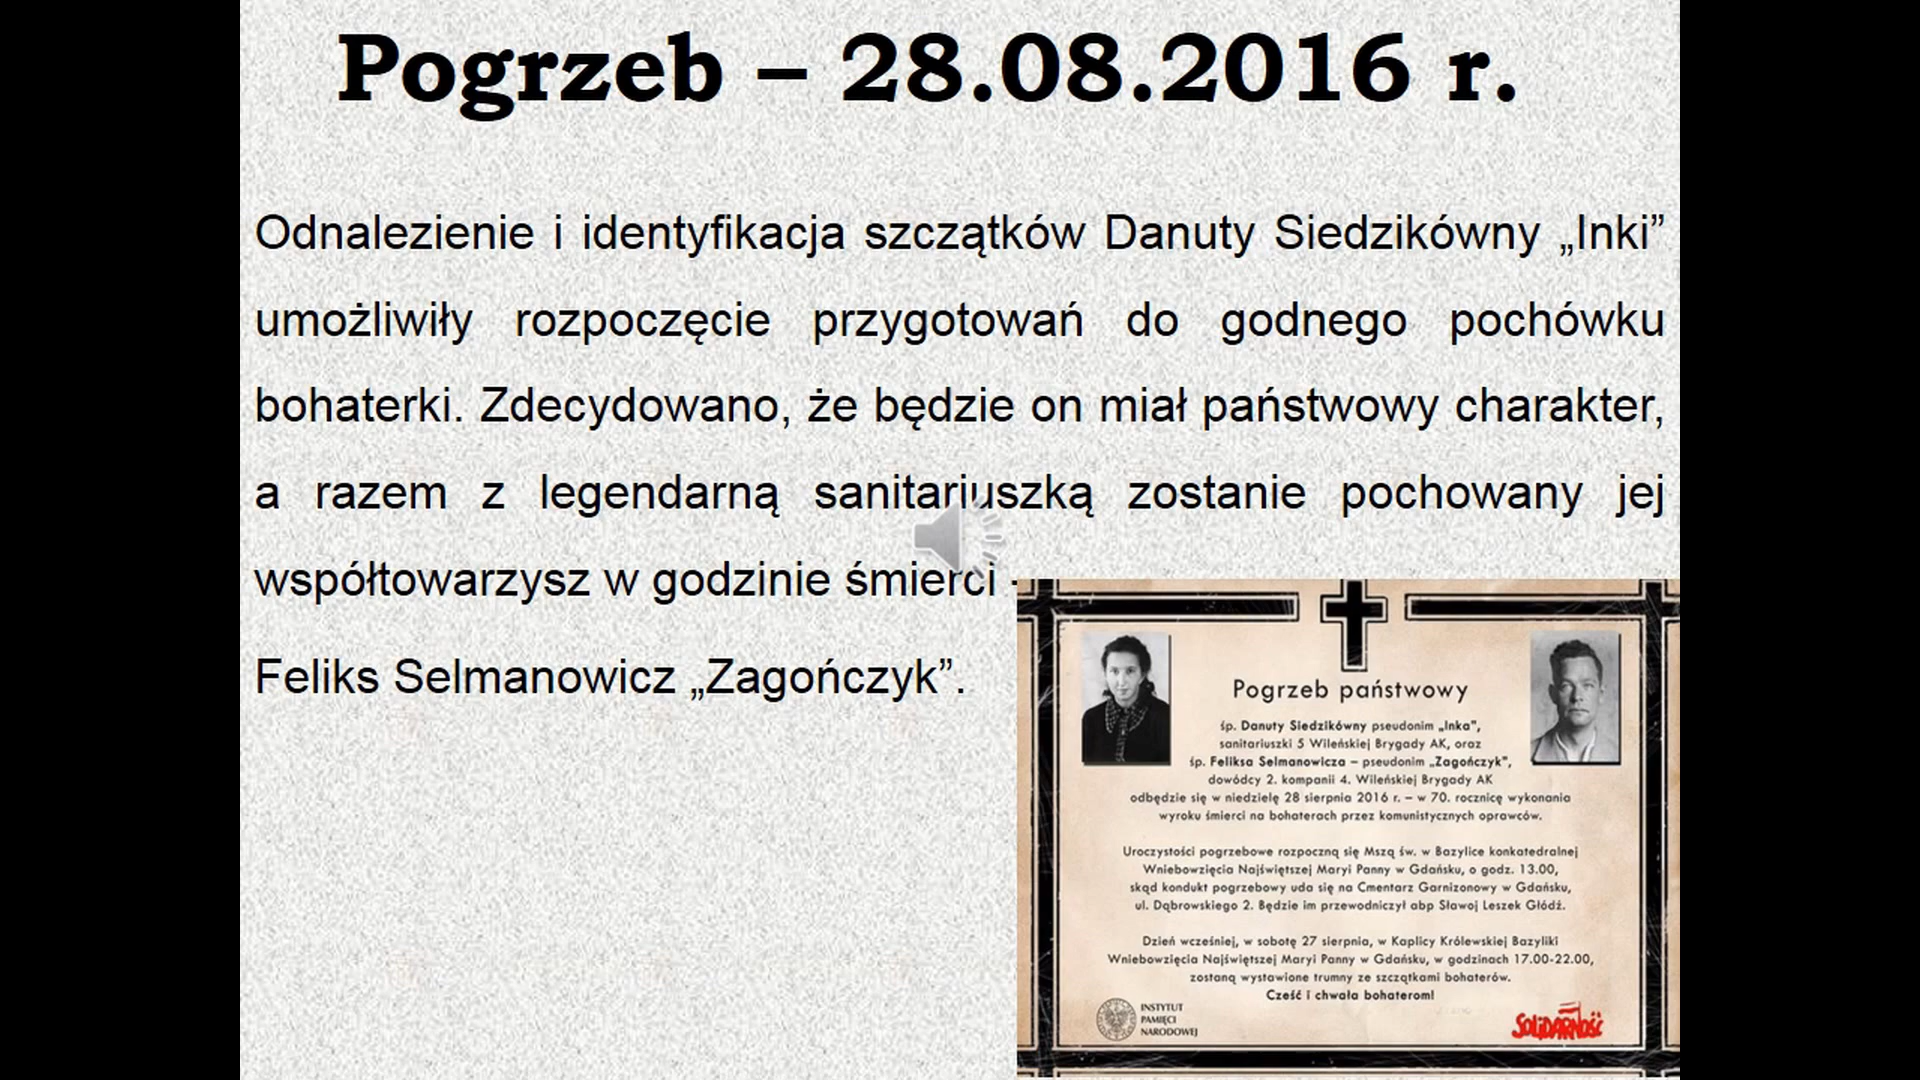 Pogrzeb – 28.08.2016 r.
Odnalezienie i identyfikacja szczątków Danuty Siedzikówny „Inki”
umożliwiły rozpoczęcie przygotowań do godnego pochówku
bohaterki. Zdecydowano, że będzie on miał państwowy charakter,
a razem z legendarną sanitariuszką zostanie pochowany jej
współtowarzysz w godzinie śmierci -
Feliks Selmanowicz „Zagończyk”.
Pogrzeb państwowy
śp. Danuty Siedzikówny pseudonim „Inka”,
sanitariuszki 5 Wileńskiej Brygady AK, oraz
śp. Feliksa Selmanowicza – pseudonim „Zagończyk”,
dowódcy 2. kompanii 4. Wileńskiej Brygady AK
odbędzie się w niedzielę 28 sierpnia 2016 r. – w 70. rocznicę wykonania
wyroku śmierci na bohaterach przez komunistycznych oprawców.
Uroczystości pogrzebowe rozpoczną się Mszą św. w Bazylice konkatedralnej
Wniebowzięcia Najświętszej Maryi Panny w Gdańsku, o godz. 13.00,
skąd kondukt pogrzebowy uda się na Cmentarz Garnizonowy w Gdańsku,
ul. Dąbrowskiego 2. Będzie im przewodniczył abp Sławoj Leszek Głódź.
Dzień wcześniej, w sobotę 27 sierpnia, w Kaplicy Królewskiej Bazyliki
Wniebowzięcia Najświętszej Maryi Panny w Gdańsku, w godzinach 17.00-22.00,
zostaną wystawione trumny ze szczątkami bohaterów.
Cześć i chwała bohaterom!
INSTYTUT
PAMIĘCI
NARODOWEJ
SOLIDARNOŚĆ